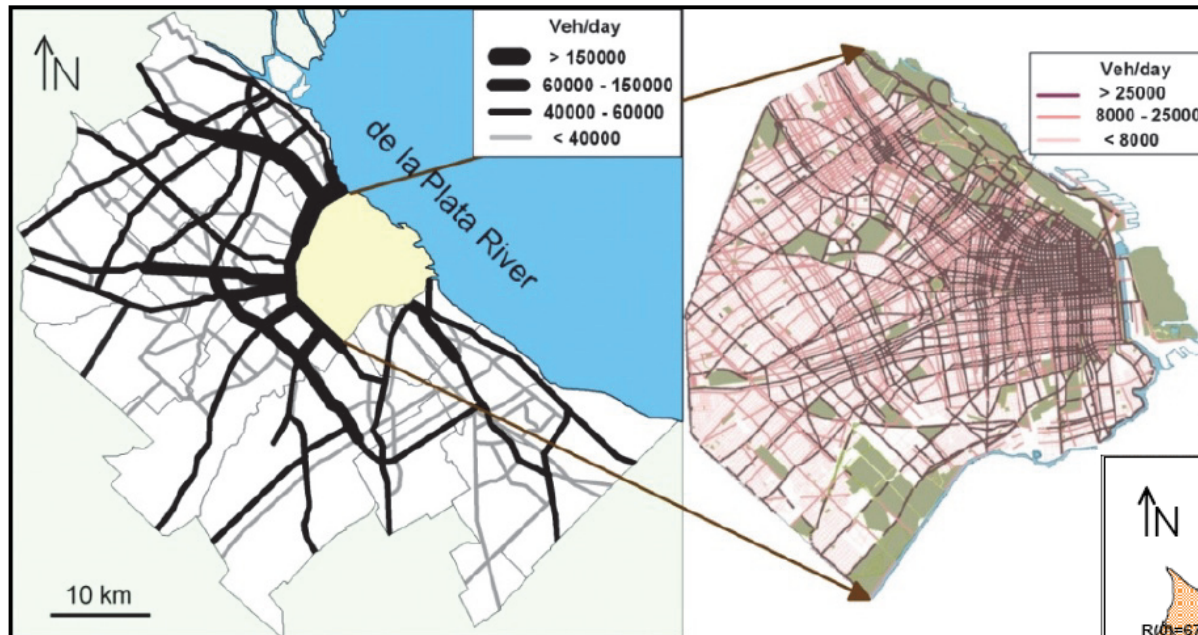 N
Veh/day
> 150000
60000 - 150000
40000 - 60000
< 40000
de la Plata River
10 km
Veh/day
> 25000
8000 - 25000
< 8000
N